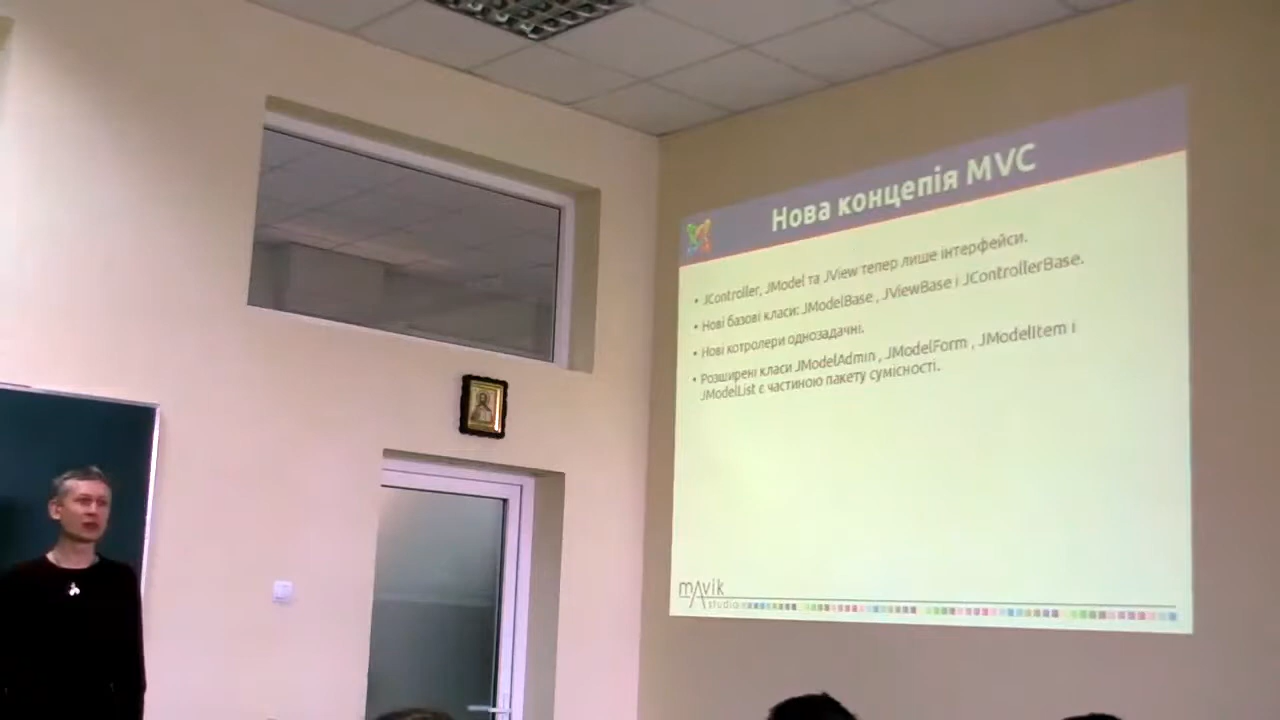 Нова концепія MVC
• JController, JModel та JView тепер лише інтерфейси.
• Нові базові класи: JModelBase , JViewBase і JControllerBase.
• Нові котролери однозадачні.
• Розширені класи JModelAdmin , JModelForm , JModelItem і
JModelList є частиною пакету сумісності.
mAvik
studio